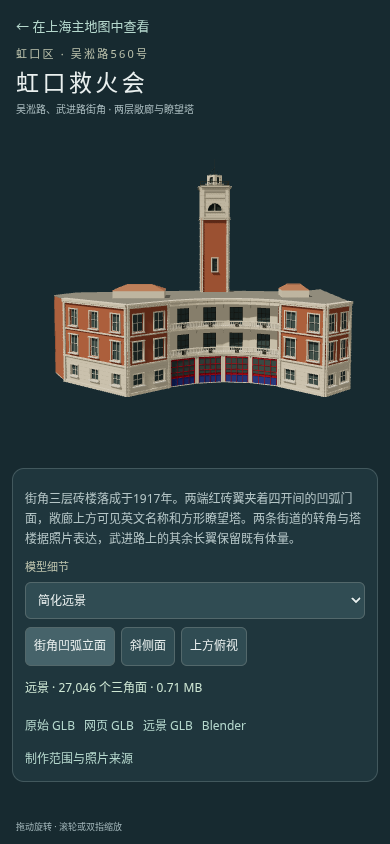 ← 在上海主地图中查看
虹口区 · 吴淞路560号
虹口救火会
吴淞路、武进路街角 · 两层敞廊与瞭望塔
街角三层砖楼落成于1917年。两端红砖翼夹着四开间的凹弧门
面，敞廊上方可见英文名称和方形瞭望塔。两条街道的转角与塔
楼据照片表达，武进路上的其余长翼保留既有体量。
模型细节
简化远景
街角凹弧立面 斜侧面 上方俯视
远景 · 27,046 个三角面 · 0.71 MB
原始 GLB 网页 GLB 远景 GLB Blender
制作范围与照片来源
拖动旋转 · 滚轮或双指缩放